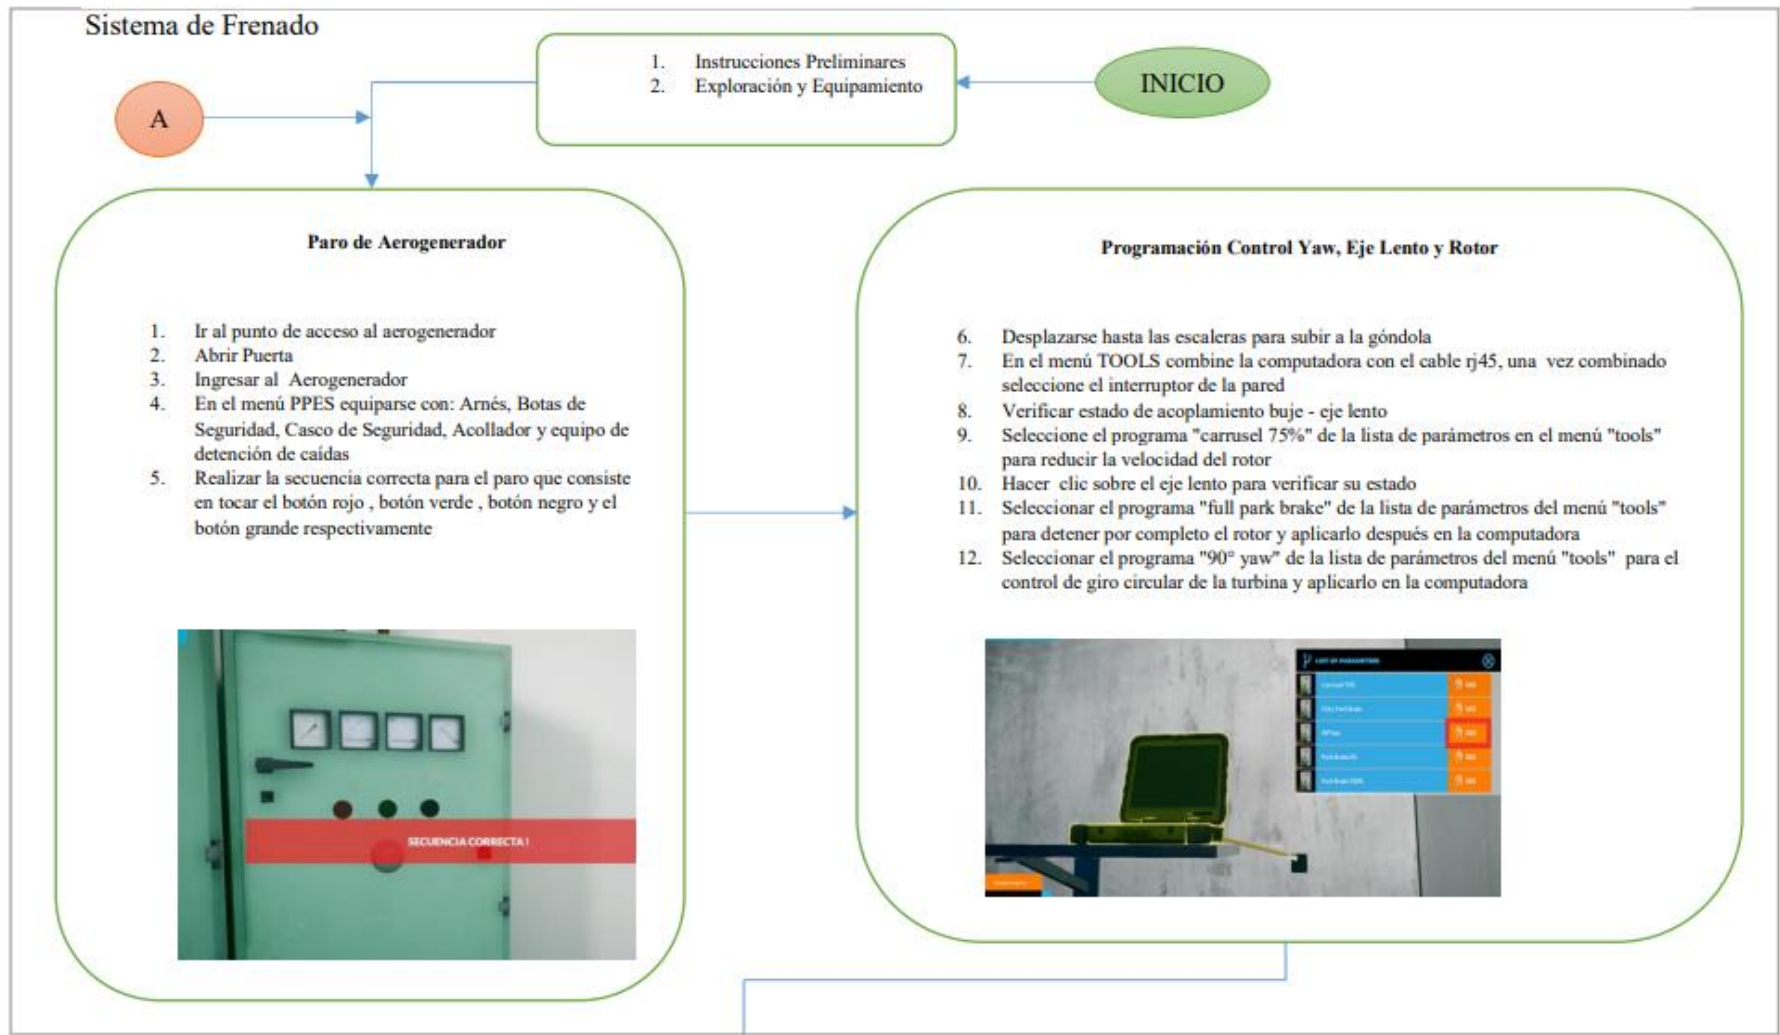 Sistema de Frenado
1. Instrucciones Preliminares
2. Exploración y Equipamiento
INICIO
A
Paro de Aerogenerador
1. Ir al punto de acceso al aerogenerador
2. Abrir Puerta
3. Ingresar al Aerogenerador
4. En el menú PPES equiparse con: Arnés, Botas de
Seguridad, Casco de Seguridad, Acollador y equipo de
detención de caídas
5. Realizar la secuencia correcta para el paro que consiste
en tocar el botón rojo , botón verde , botón negro y el
botón grande respectivamente
SECUENCIA CORRECTA !
Programación Control Yaw, Eje Lento y Rotor
6. Desplazarse hasta las escaleras para subir a la góndola
7. En el menú TOOLS combine la computadora con el cable rj45, una vez combinado
seleccione el interruptor de la pared
8. Verificar estado de acoplamiento buje - eje lento
9. Seleccione el programa "carrusel 75%" de la lista de parámetros en el menú "tools"
para reducir la velocidad del rotor
10. Hacer clic sobre el eje lento para verificar su estado
11. Seleccionar el programa "full park brake" de la lista de parámetros del menú "tools"
para detener por completo el rotor y aplicarlo después en la computadora
12. Seleccionar el programa "90° yaw" de la lista de parámetros del menú "tools" para el
control de giro circular de la turbina y aplicarlo en la computadora
LIST OF PARAMETERS